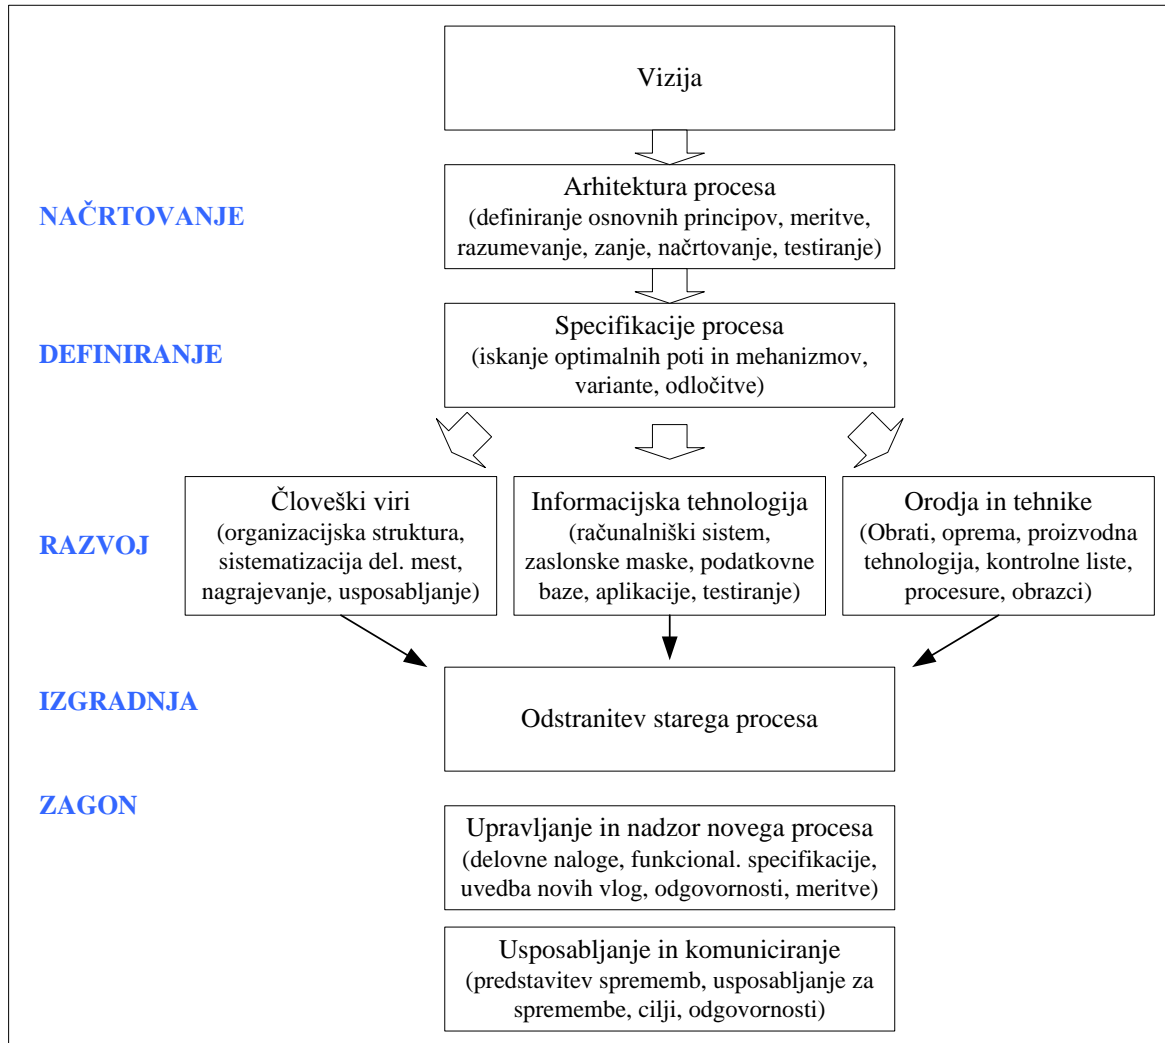 Vizija
NAČRTOVANJE
Arhitektura procesa
(definiranje osnovnih principov, meritve,
razumevanje, zanje, načrtovanje, testiranje)
DEFINIRANJE
Specifikacije procesa
(iskanje optimalnih poti in mehanizmov,
variante, odločitve)
RAZVOJ
Človeški viri
(organizacijska struktura,
sistematizacija del. mest,
nagrajevanje, usposabljanje)
Informacijska tehnologija
(računalniški sistem,
zaslonske maske, podatkovne
baze, aplikacije, testiranje)
Orodja in tehnike
(Obrati, oprema, proizvodna
tehnologija, kontrolne liste,
procesure, obrazci)
IZGRADNJA
Odstranitev starega procesa
ZAGON
Upravljanje in nadzor novega procesa
(delovne naloge, funkcional. specifikacije,
uvedba novih vlog, odgovornosti, meritve)
Usposabljanje in komuniciranje
(predstavitev sprememb, usposabljanje za
spremembe, cilji, odgovornosti)